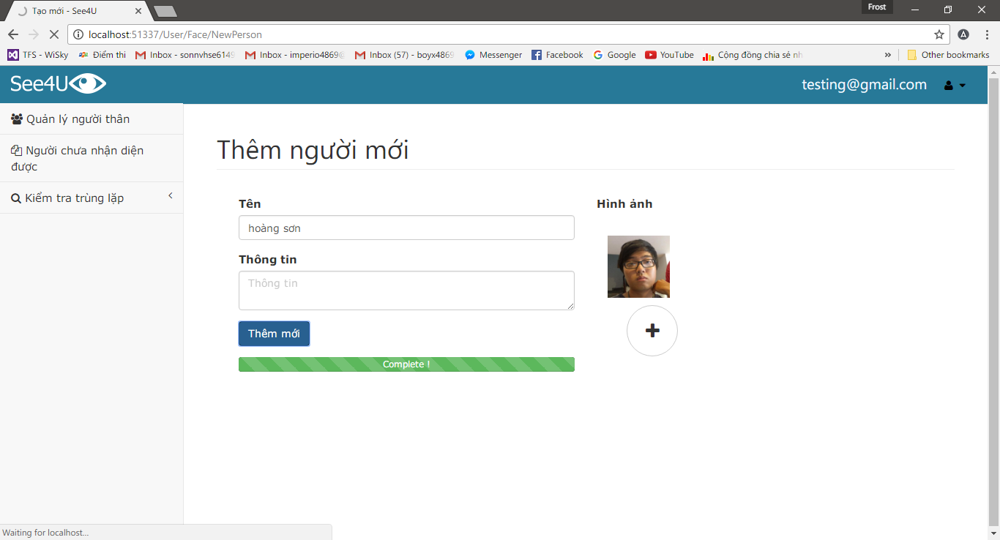 Tạo mới - See4U
Frost
localhost:51337/User/Face/NewPerson
TFS - WiSky
Điểm thi
Inbox - sonnvhse6149
Inbox - imperio4869@
Inbox (57) - boyx4869
Messenger
Facebook
Google
YouTube
Cộng đồng chia sẻ nh
»
Other bookmarks
See4U
testing@gmail.com
Quản lý người thân
Người chưa nhận diện
được
Kiểm tra trùng lặp
Thêm người mới
Tên
Hình ảnh
hoàng sơn
Thông tin
Thông tin
Thêm mới
Complete !
Waiting for localhost...